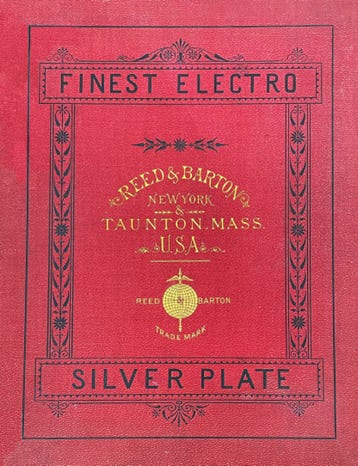 FINEST ELECTRO
REED & BARTON
NEW YORK
&
TAUNTON, MASS.
U.S.A
REED & BARTON
TRADE MARK
SILVER PLATE